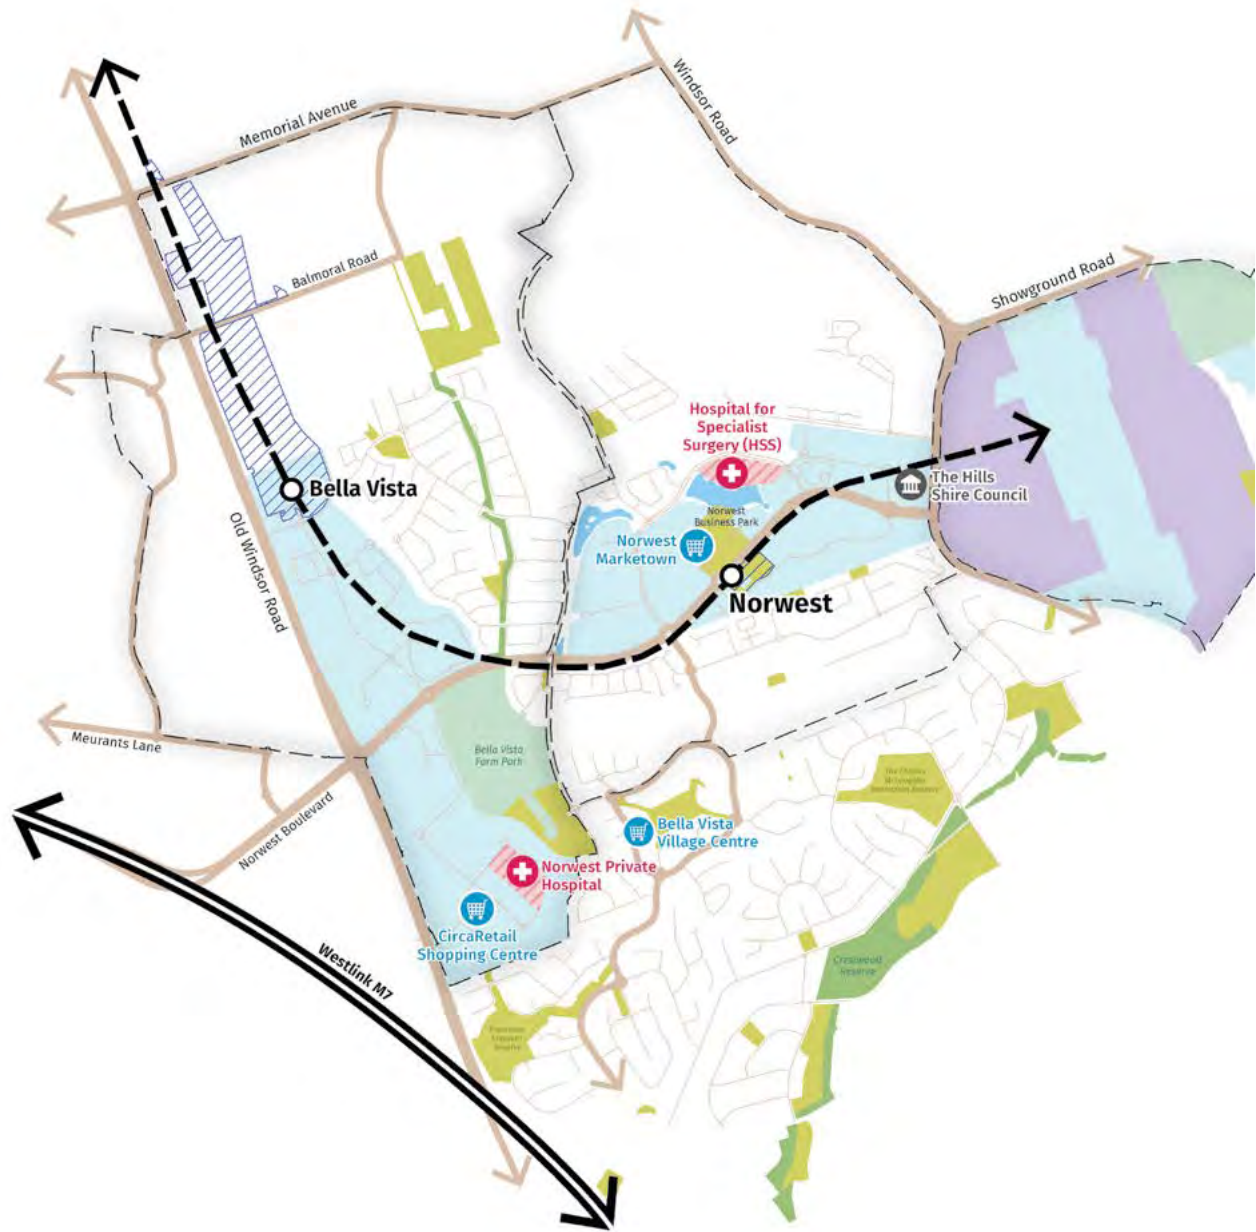 Memorial Avenue
Windsor Road
Balmoral Road
Showground Road
Hospital for
Specialist
Surgery (HSS)
Bella Vista
The Hills
Shire Council
Norwest
Business Park
Norwest
Marketown
Old Windsor Road
Norwest
Meurants Lane
Bella Vista
Farm Park
Norwest Boulevard
Bella Vista
Village Centre
Norwest Private
Hospital
CircaRetail
Shopping Centre
Westlink M7
Crestwood
Reserve
Reserve